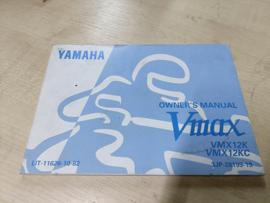 YAMAHA
OWNER'S MANUAL
Vmax
VMX12K
VMX12KC
LIT-11626-10-82